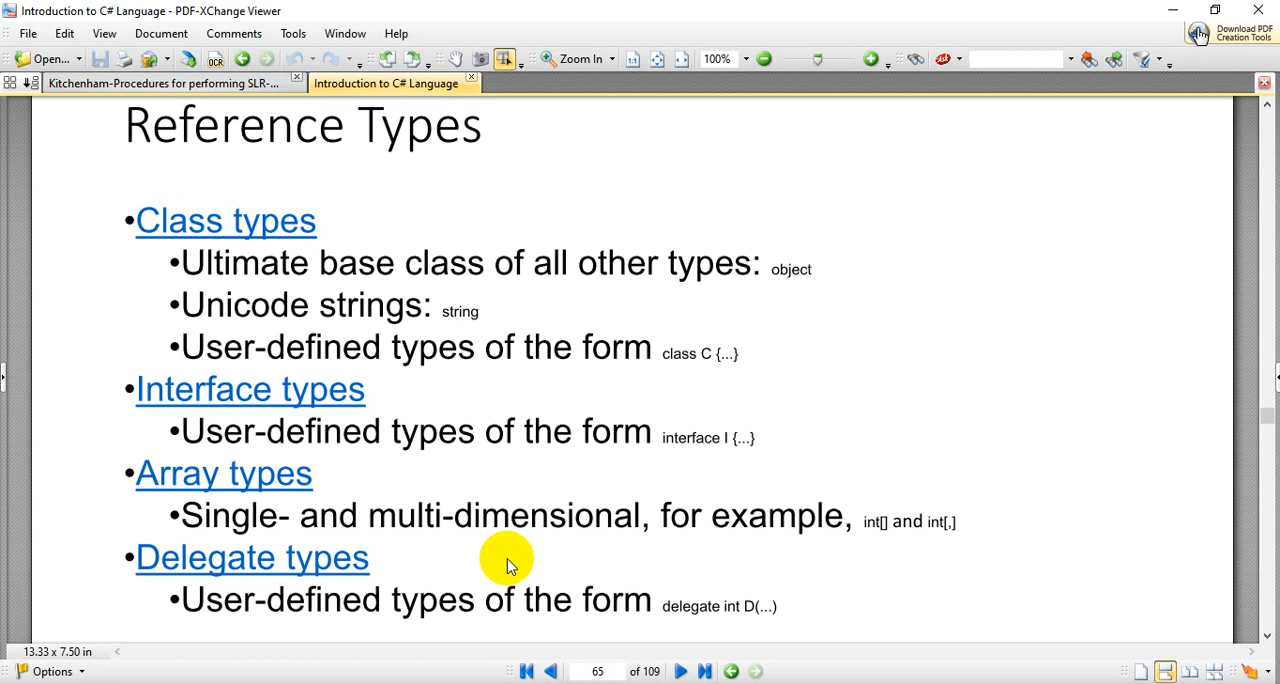 Introduction to C# Language - PDF-XChange Viewer
File Edit View Document Comments Tools Window Help
Download PDF
Creation Tools
Open... OCR Zoom In 100%
Kitchenham-Procedures for performing SLR-... Introduction to C# Language
Reference Types
•Class types
•Ultimate base class of all other types: object
•Unicode strings: string
•User-defined types of the form class C {...}
•Interface types
•User-defined types of the form interface I {...}
•Array types
•Single- and multi-dimensional, for example, int[] and int[,]
•Delegate types
•User-defined types of the form delegate int D(...)
13.33 x 7.50 in
Options 65 of 109